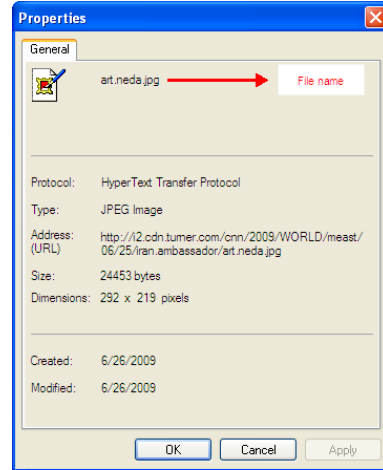 Properties
General
art.neda.jpg File name
Protocol: HyperText Transfer Protocol
Type: JPEG Image
Address: http://i2.cdn.turner.com/cnn/2009/WORLD/meast/
(URL) 06/25/iran.ambassador/art.neda.jpg
Size: 24453 bytes
Dimensions: 292 x 219 pixels
Created: 6/26/2009
Modified: 6/26/2009
OK Cancel Apply